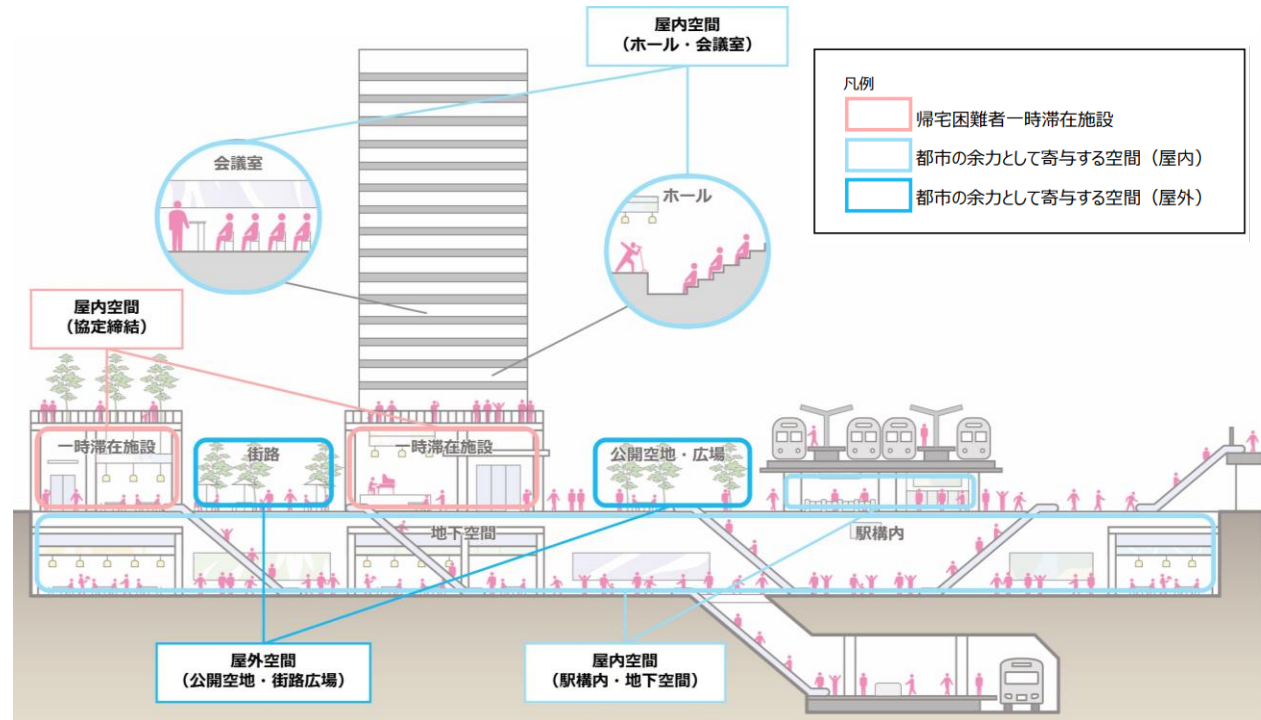 屋内空間
（ホール・会議室）
凡例
帰宅困難者一時滞在施設
都市の余力として寄与する空間（屋内）
都市の余力として寄与する空間（屋外）
会議室
ホール
屋内空間
（協定締結）
一時滞在施設
街路
一時滞在施設
公開空地・広場
地下空間
駅構内
屋外空間
（公開空地・街路広場）
屋内空間
（駅構内・地下空間）